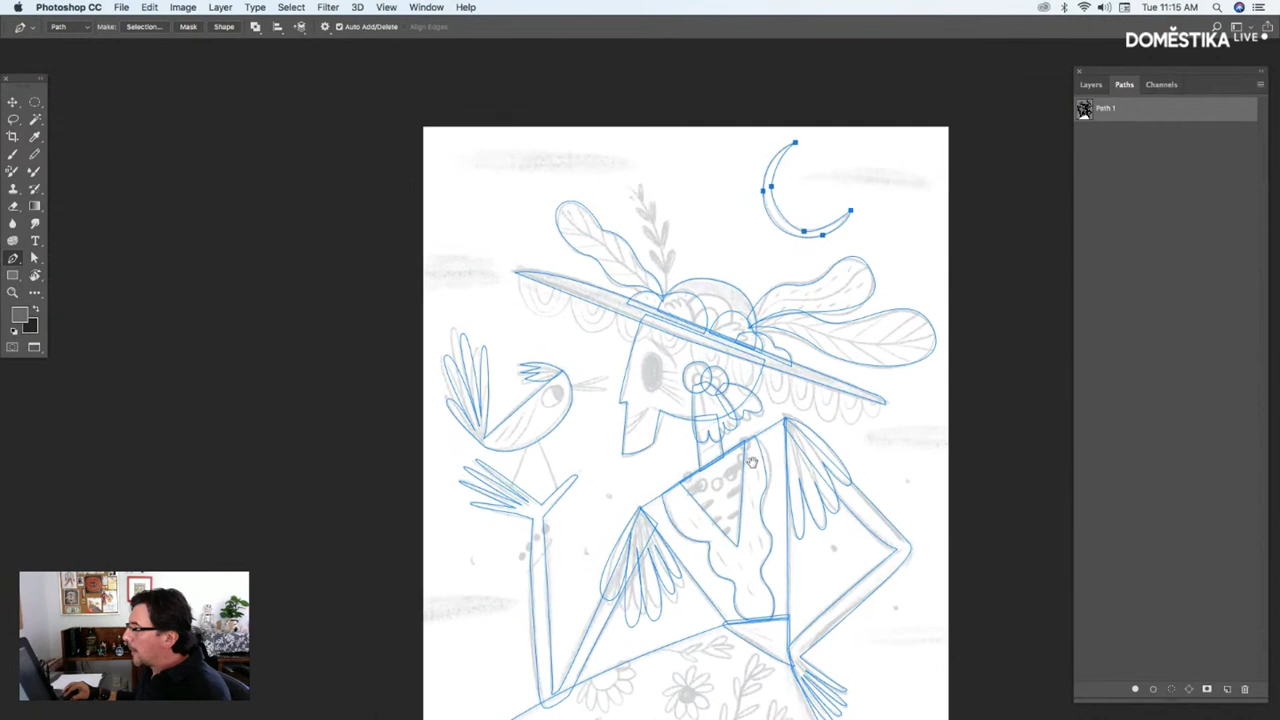 Photoshop CC File Edit Image Layer Type Select Filter 3D View Window Help Tue 11:15 AM
Path Make: Selection... Mask Shape Auto Add/Delete Align Edges
DOMESTIKA LIVE
Layers Paths Channels
Path 1